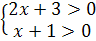 2x + 3 > 0
x + 1 > 0